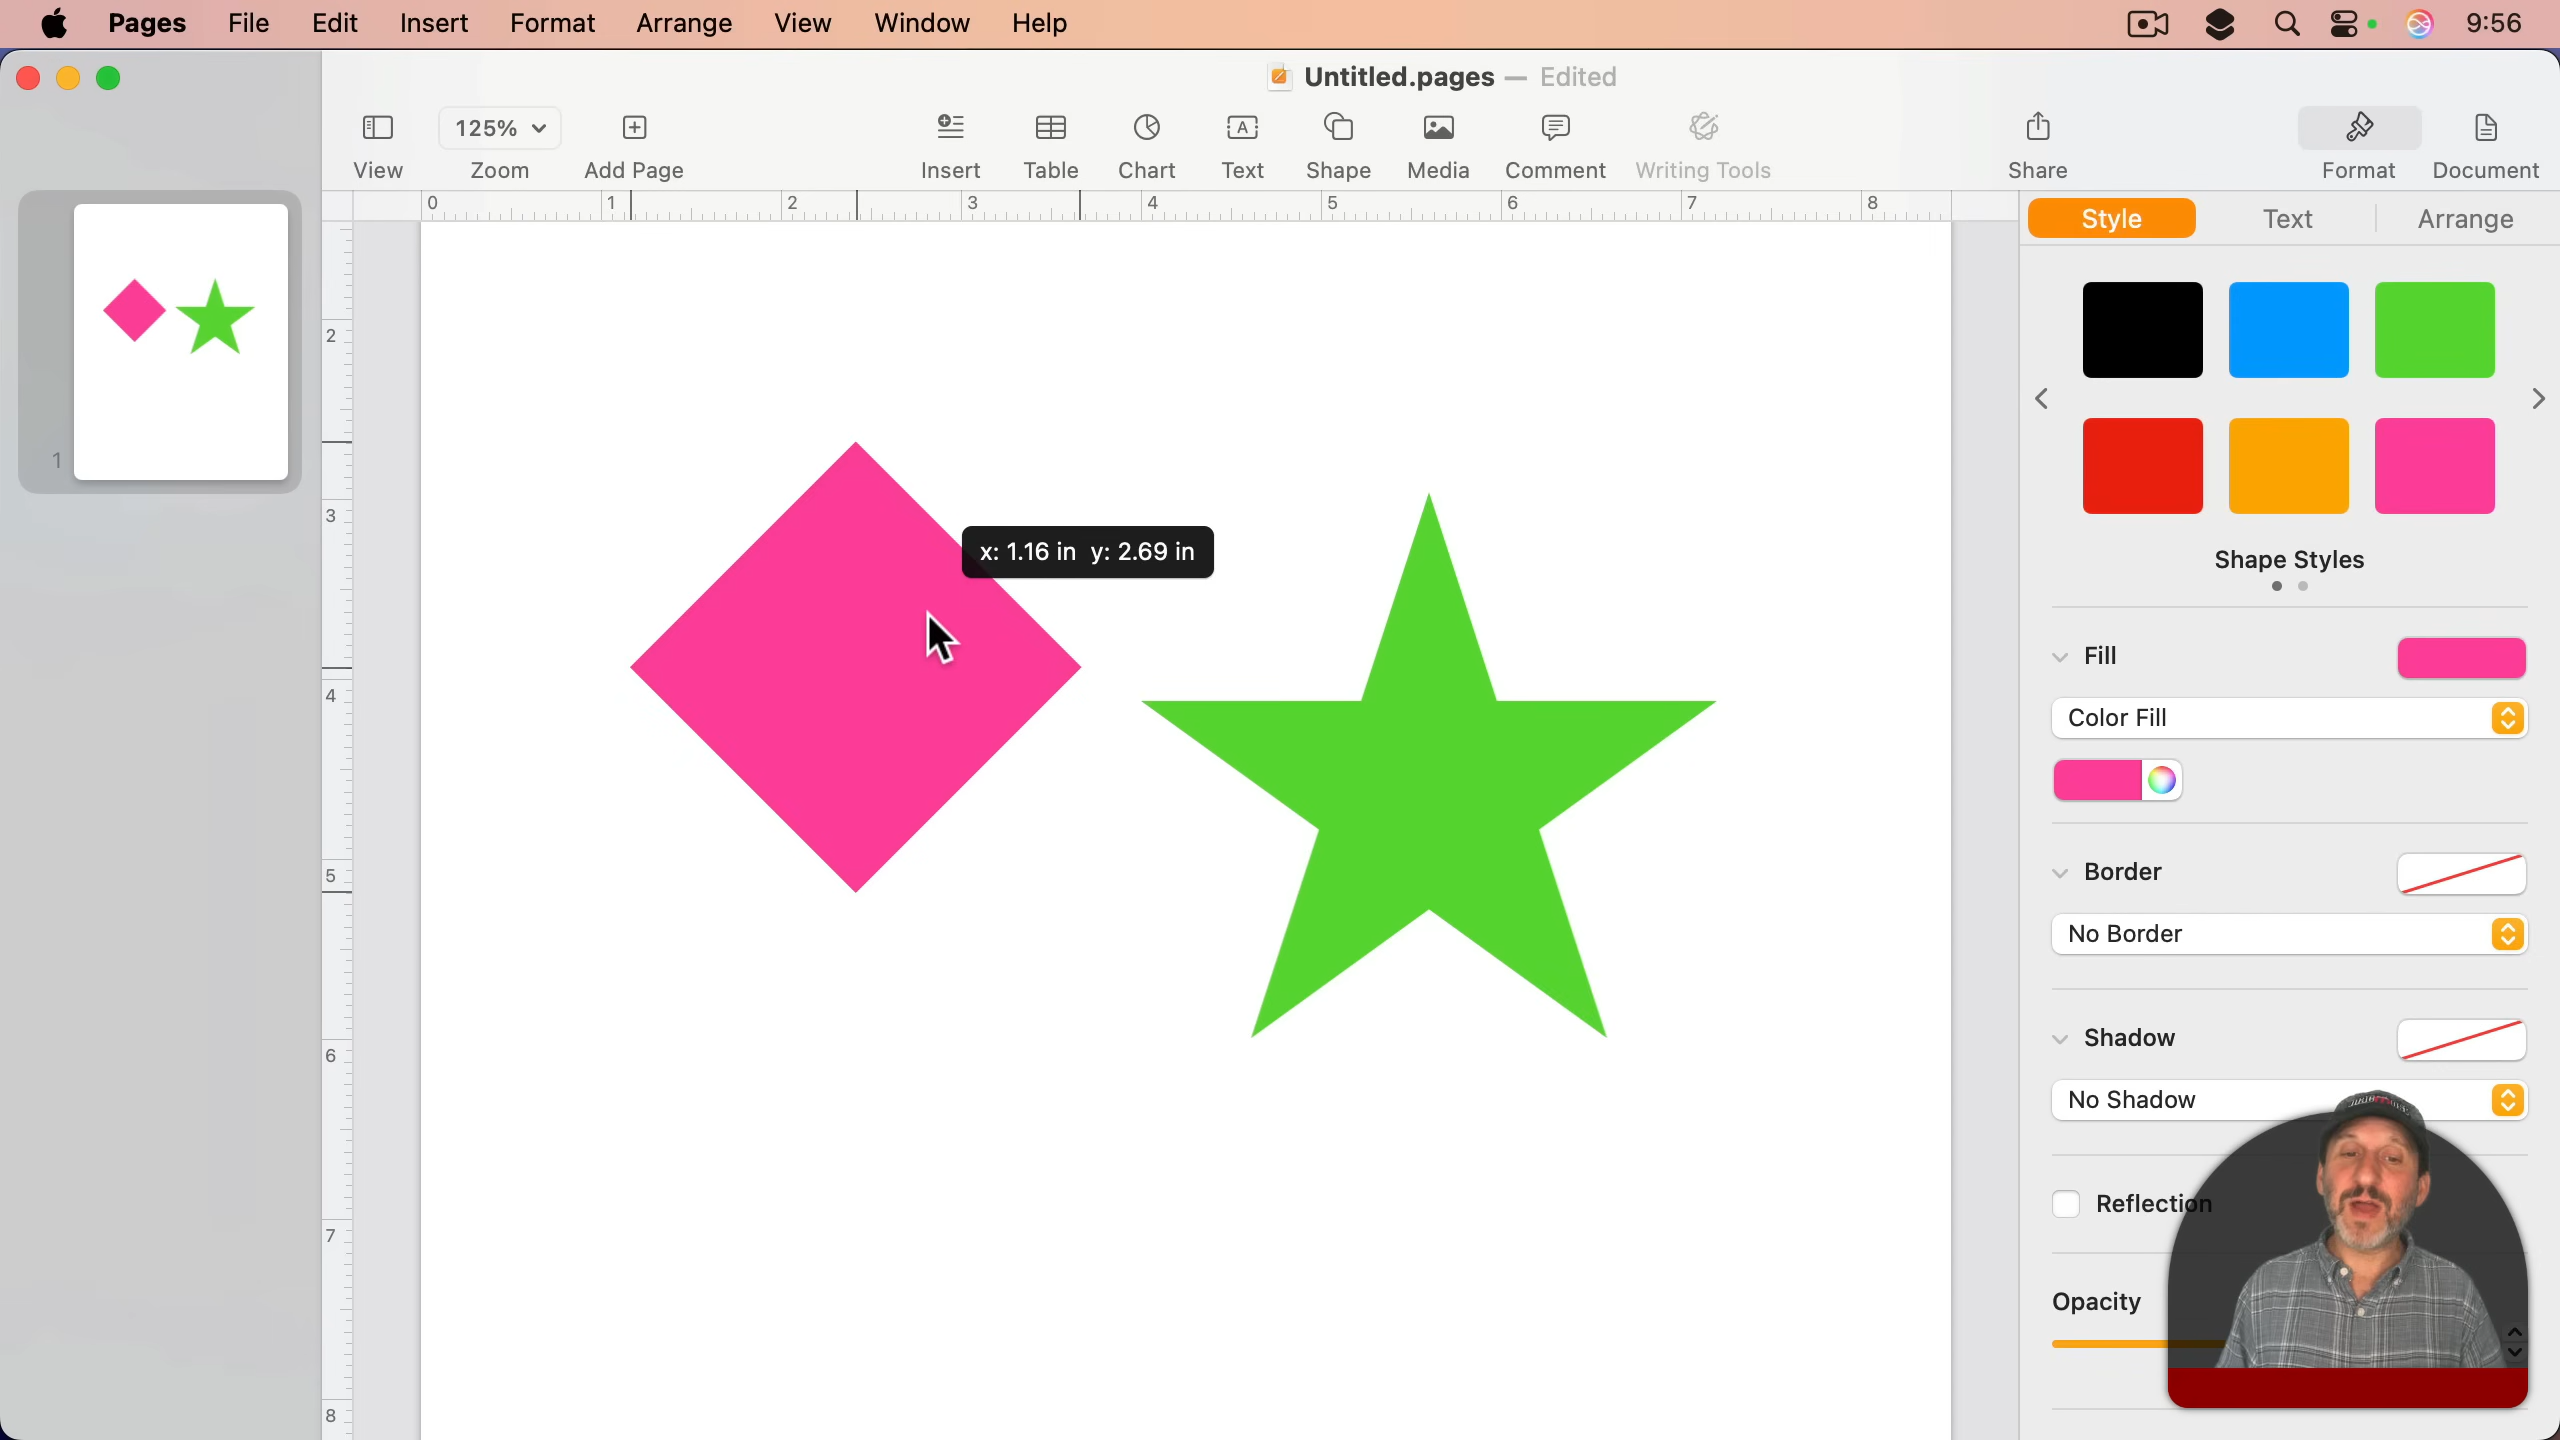 Pages File Edit Insert Format Arrange View Window Help 9:56
Untitled.pages — Edited
125%
View Zoom Add Page Insert Table Chart Text Shape Media Comment Writing Tools Share Format Document
0 1 2 3 4 5 6 7 8
Style Text Arrange
2
3
4
5
6
7
8
1
x: 1.16 in y: 2.69 in
Shape Styles
Fill
Color Fill
Border
No Border
Shadow
No Shadow
Reflection
Opacity